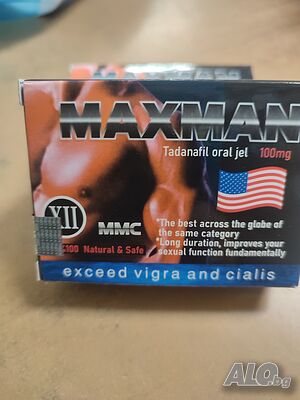 MAXMAN
Tadanafil oral jel 100mg
XII
MMC
"The best across the globe of
the same category
"Long duration, improves your
sexual function fundamentally
100 Natural & Safe
exceed vigra and cialis
ALO.bg